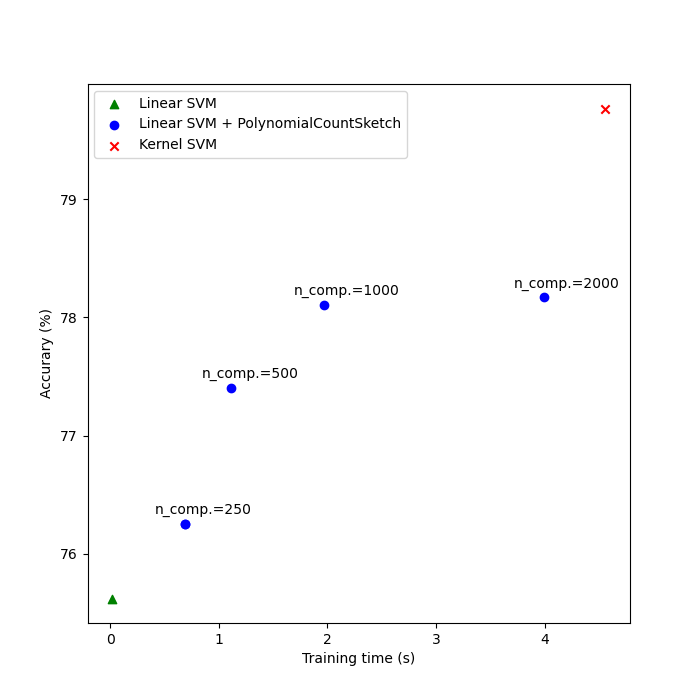 Linear SVM
Linear SVM + PolynomialCountSketch
Kernel SVM
79
78
77
76
n_comp.=1000
n_comp.=2000
n_comp.=500
n_comp.=250
Accurary (%)
0 1 2 3 4
Training time (s)